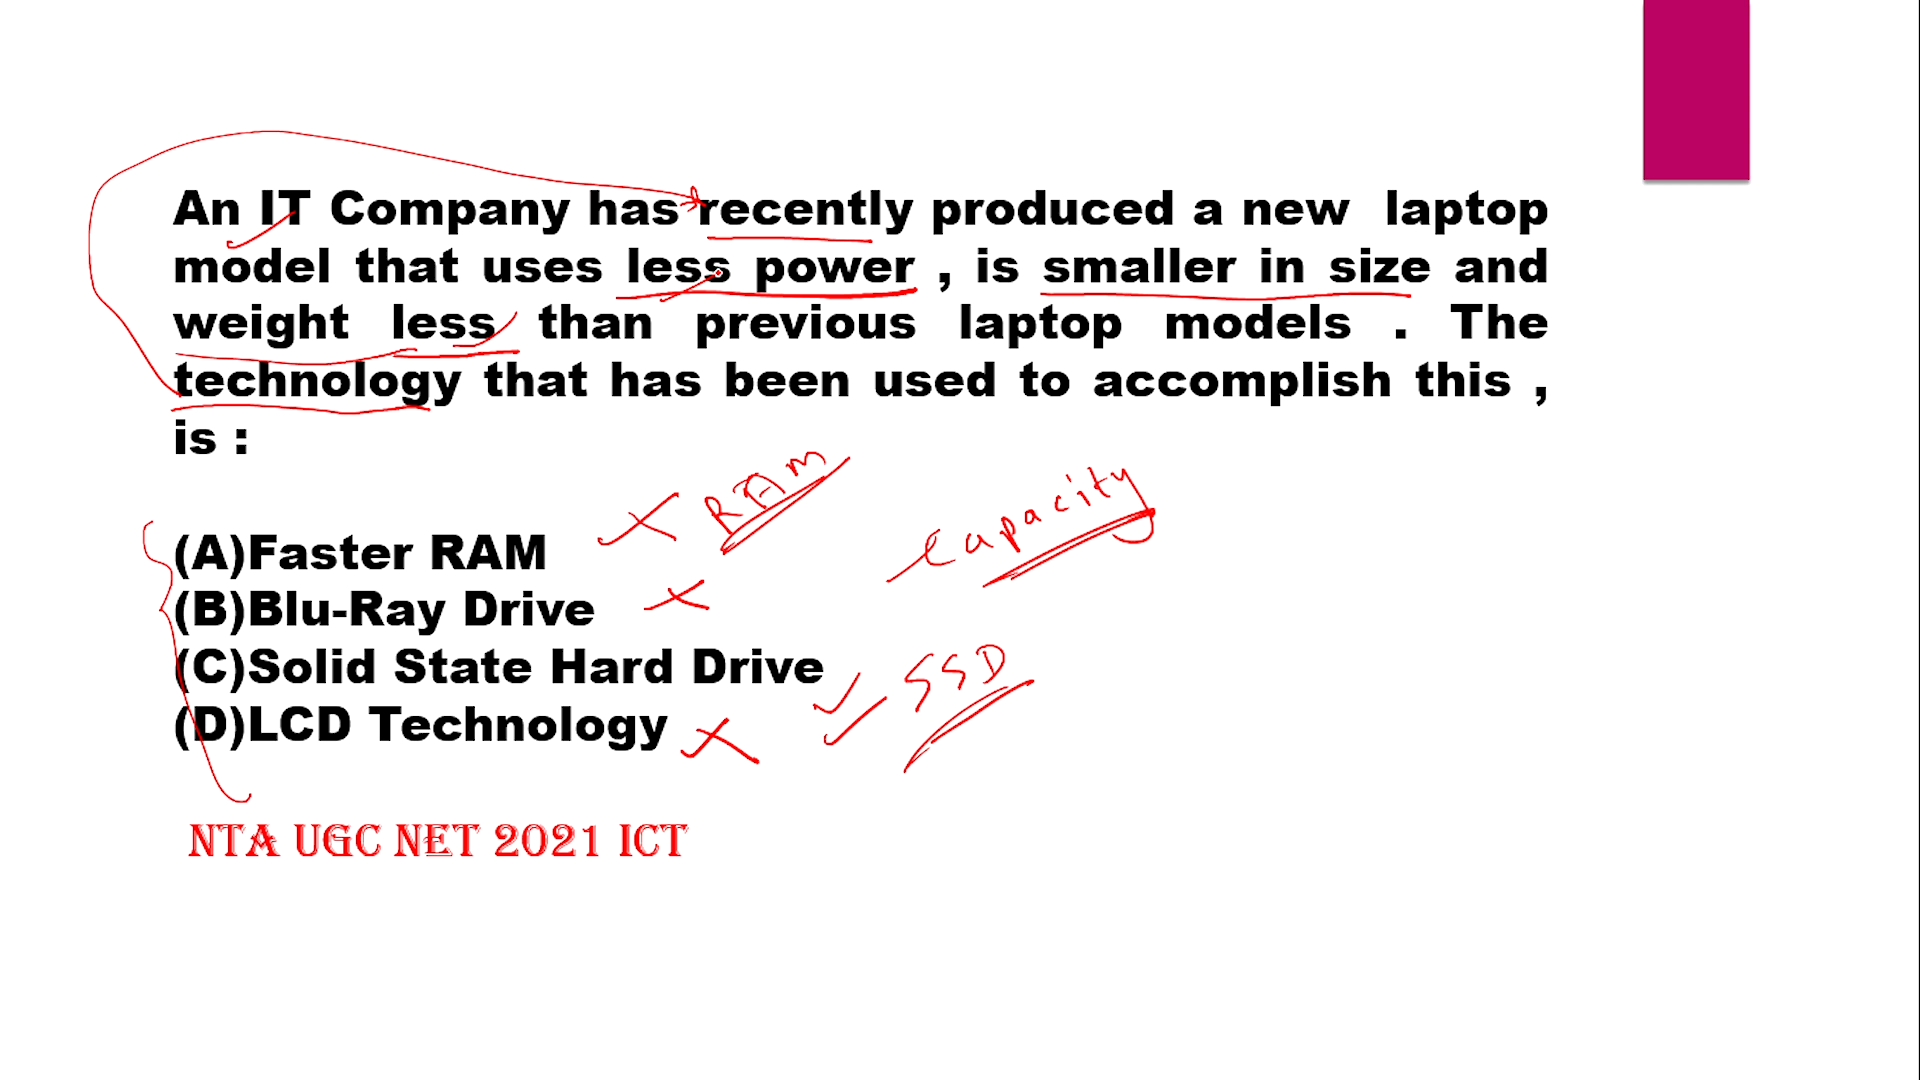 An IT Company has recently produced a new laptop
model that uses less power , is smaller in size and
weight less than previous laptop models . The
technology that has been used to accomplish this ,
is :
RAM
Capacity
(A)Faster RAM
(B)Blu-Ray Drive
(C)Solid State Hard Drive
SSD
(D)LCD Technology
NTA UGC NET 2021 ICT